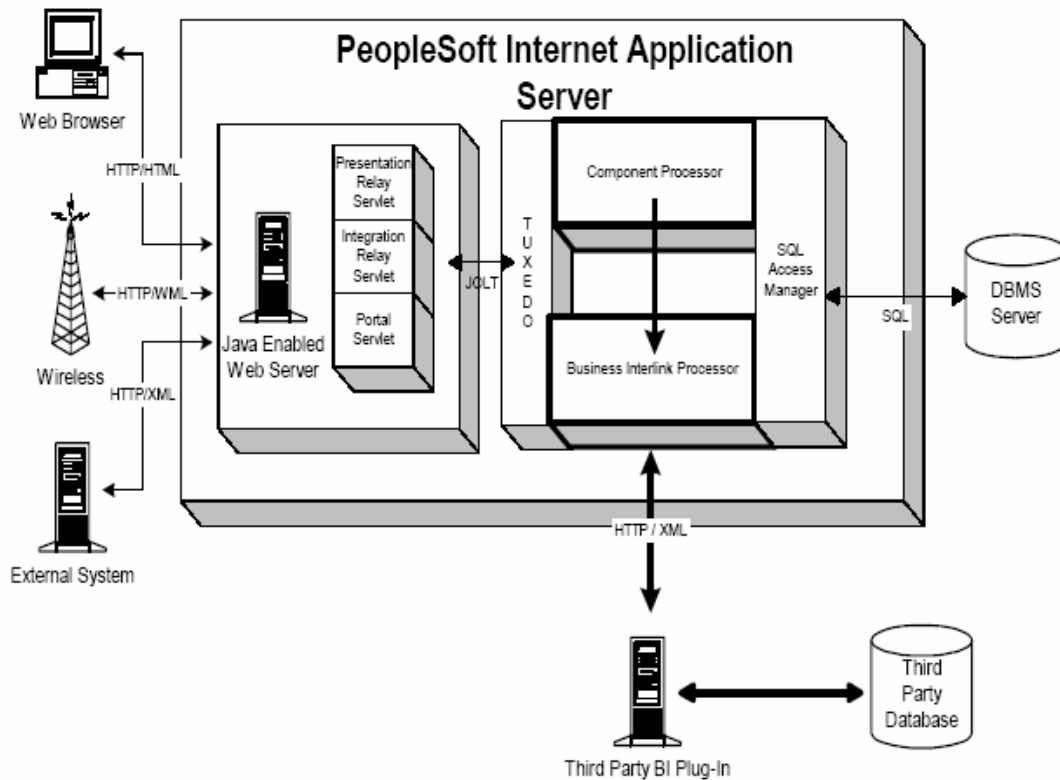 PeopleSoft Internet Application
Server
Web Browser
HTTP/HTML
Wireless
HTTP/WML
HTTP/XML
External System
Java Enabled
Web Server
Presentation
Relay
Servlet
Integration
Relay
Servlet
Portal
Servlet
JOLT
TUXEDO
Component Processor
Business Interlink Processor
SQL
Access
Manager
SQL
DBMS
Server
HTTP / XML
Third Party BI Plug-In
Third
Party
Database